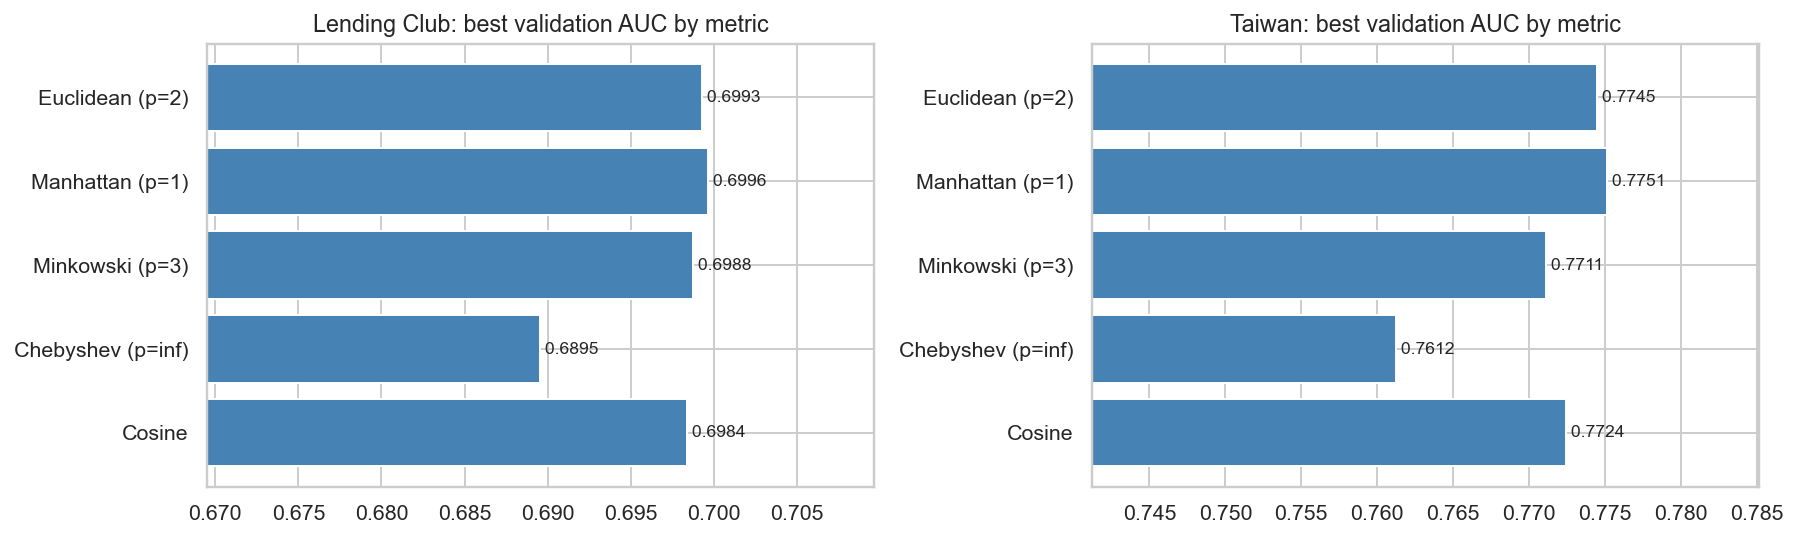 Lending Club: best validation AUC by metric
Euclidean (p=2)
0.6993
Manhattan (p=1)
0.6996
Minkowski (p=3)
0.6988
Chebyshev (p=inf)
0.6895
Cosine
0.6984
0.670 0.675 0.680 0.685 0.690 0.695 0.700 0.705
Taiwan: best validation AUC by metric
Euclidean (p=2)
0.7745
Manhattan (p=1)
0.7751
Minkowski (p=3)
0.7711
Chebyshev (p=inf)
0.7612
Cosine
0.7724
0.745 0.750 0.755 0.760 0.765 0.770 0.775 0.780 0.785